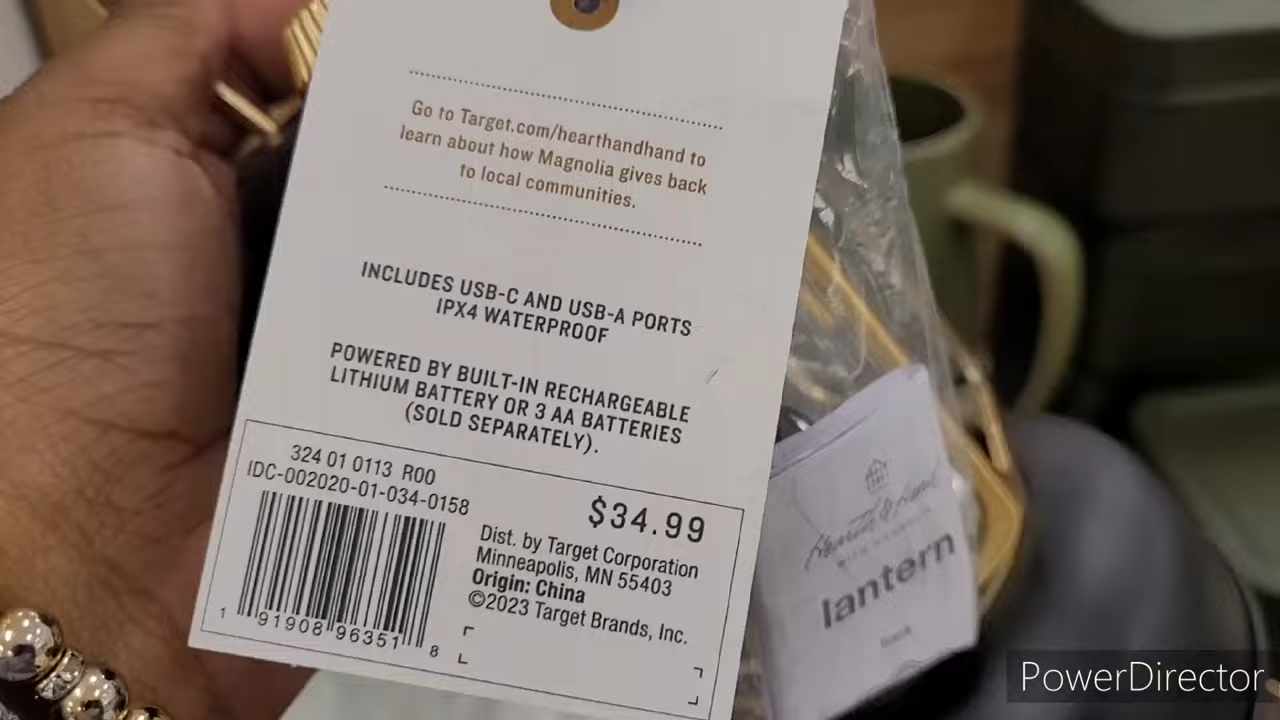 Go to Target.com/hearthandhand to
learn about how Magnolia gives back
to local communities.
INCLUDES USB-C AND USB-A PORTS
IPX4 WATERPROOF
POWERED BY BUILT-IN RECHARGEABLE
LITHIUM BATTERY OR 3 AA BATTERIES
(SOLD SEPARATELY).
324 01 0113 R00
IDC-002020-01-034-0158
$34.99
Dist. by Target Corporation
Minneapolis, MN 55403
Origin: China
©2023 Target Brands, Inc.
1 91908 96351 8
Hearth & Hand
lantern
PowerDirector